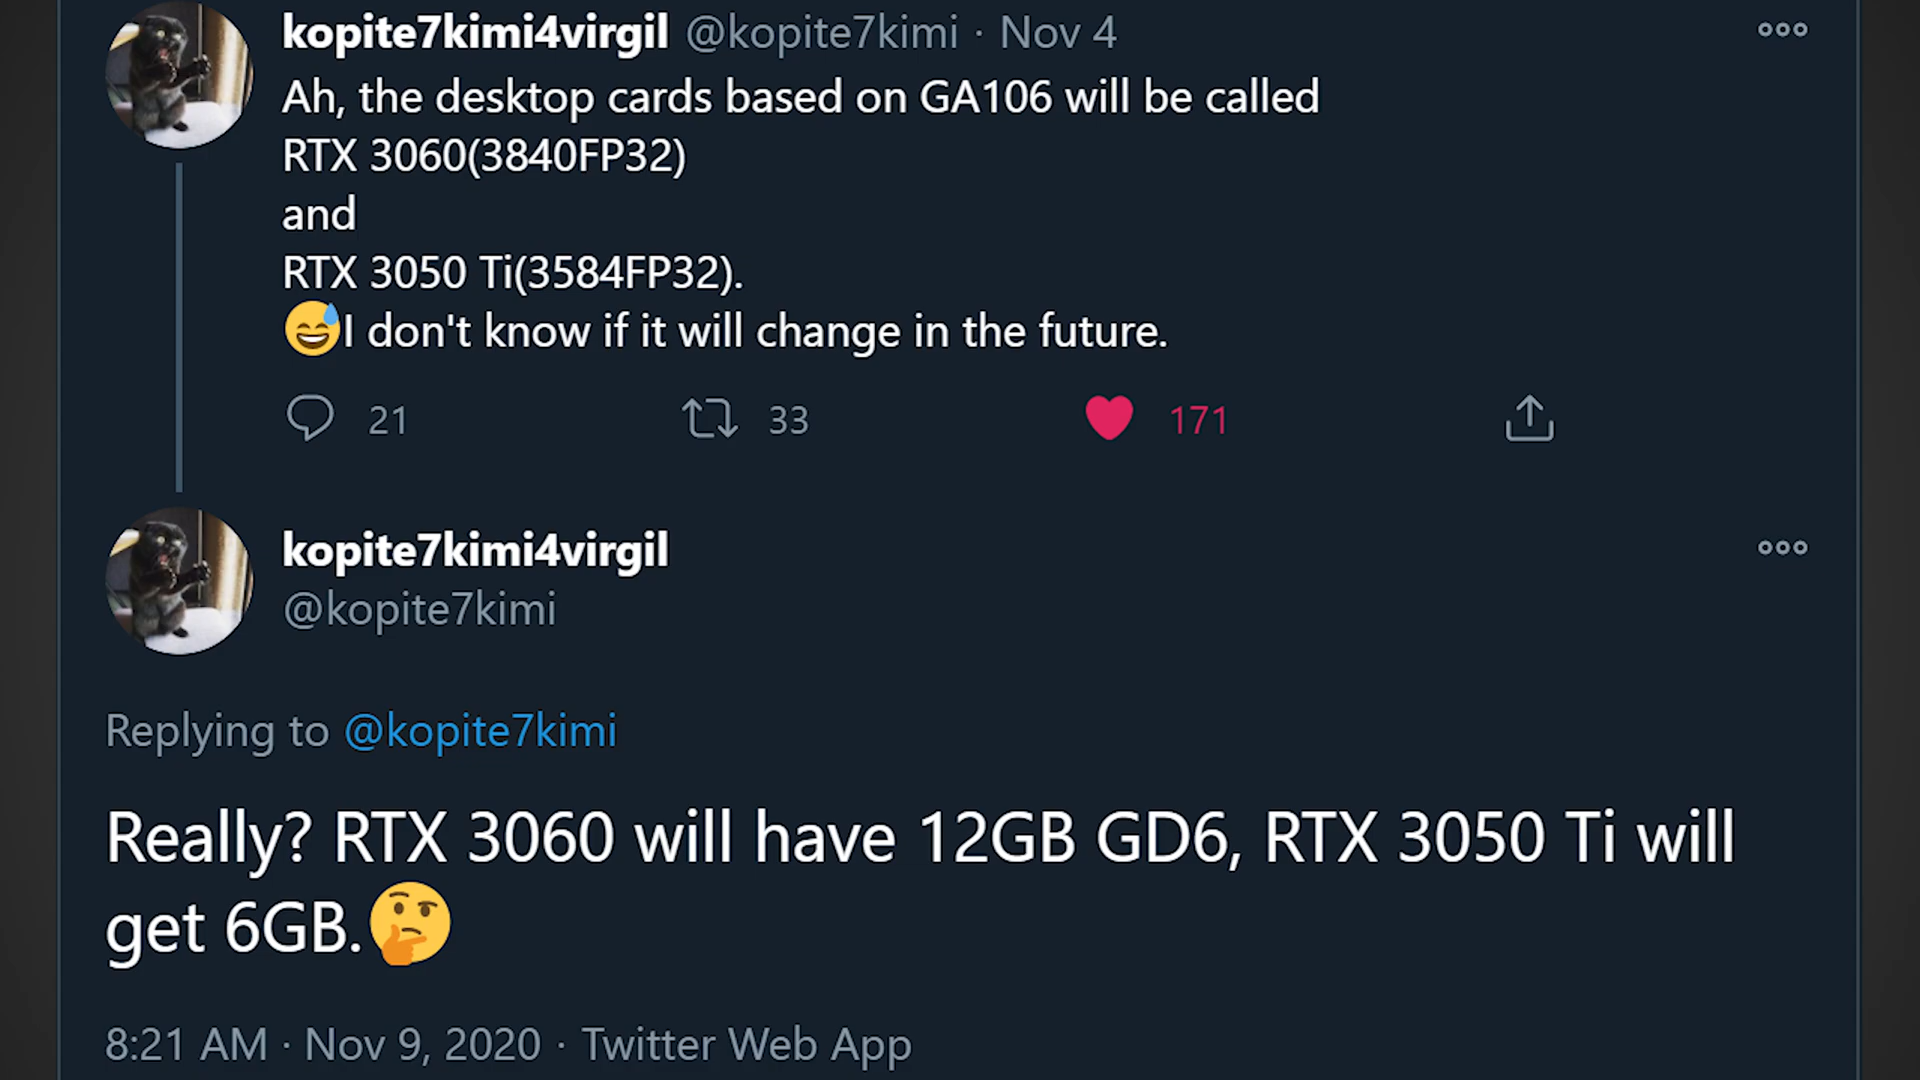 kopite7kimi4virgil @kopite7kimi · Nov 4
Ah, the desktop cards based on GA106 will be called
RTX 3060(3840FP32)
and
RTX 3050 Ti(3584FP32).
😅I don't know if it will change in the future.
21 33 171
kopite7kimi4virgil
@kopite7kimi
Replying to @kopite7kimi
Really? RTX 3060 will have 12GB GD6, RTX 3050 Ti will
get 6GB.🤔
8:21 AM · Nov 9, 2020 · Twitter Web App